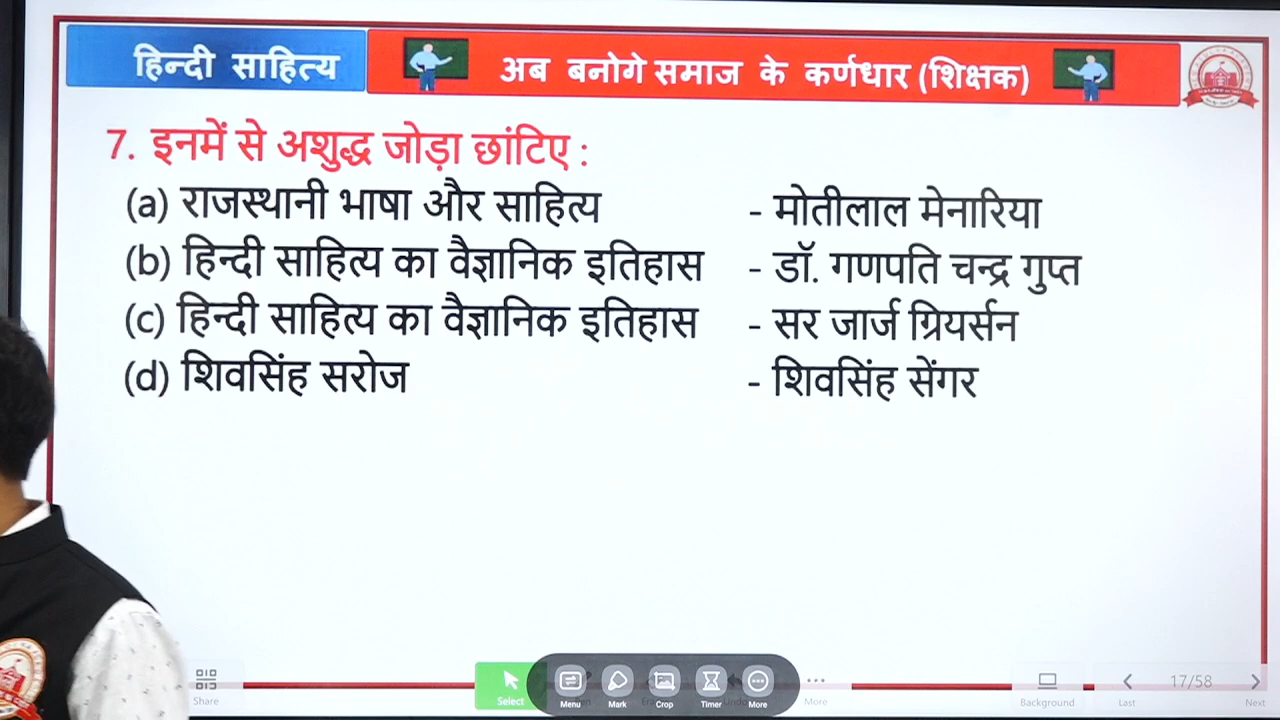 हिन्दी साहित्य
अब बनोगे समाज के कर्णधार (शिक्षक)
7. इनमें से अशुद्ध जोड़ा छांटिए :
(a) राजस्थानी भाषा और साहित्य - मोतीलाल मेनारिया
(b) हिन्दी साहित्य का वैज्ञानिक इतिहास - डॉ. गणपति चन्द्र गुप्त
(c) हिन्दी साहित्य का वैज्ञानिक इतिहास - सर जार्ज ग्रियर्सन
(d) शिवसिंह सरोज - शिवसिंह सेंगर
Share
Select
Menu
Mark
Crop
Timer
More
More
Background
Last
17/58
Next